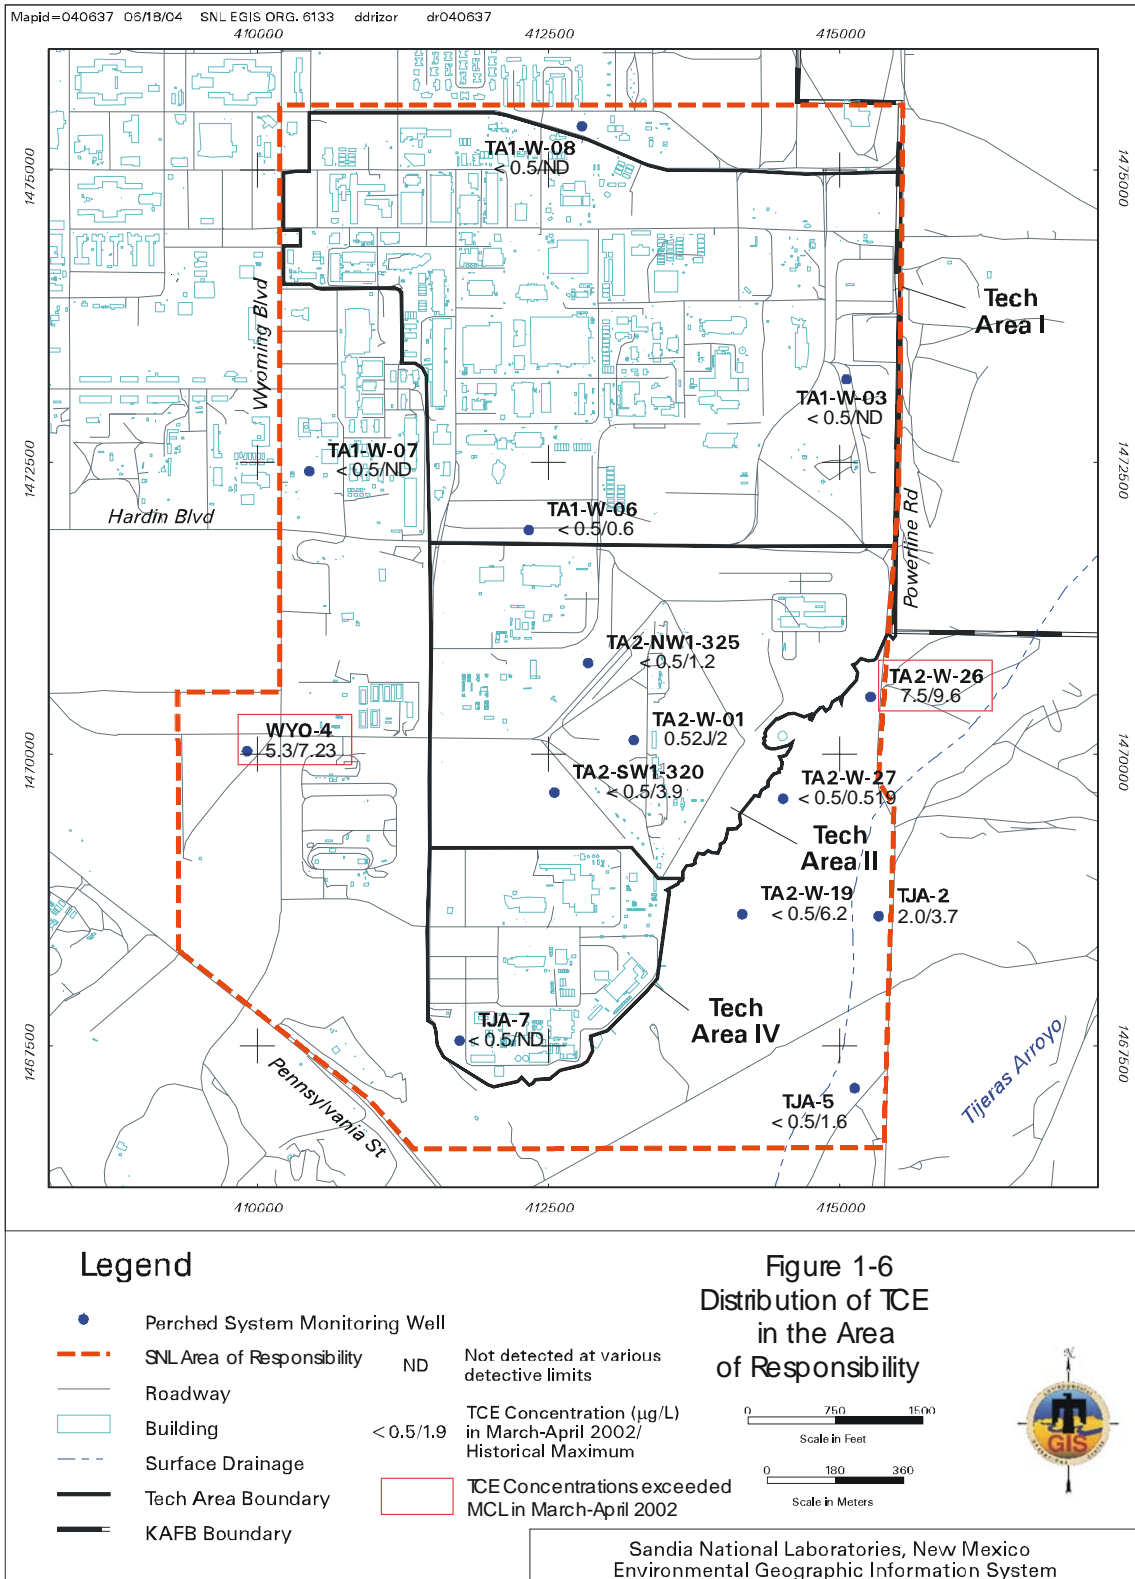 Mapid=040637 06/18/04 SNL EGIS ORG. 6133 ddrizor dr040637
410000 412500 415000
1475000 1475000
TA1-W-08
< 0.5/ND
Wyoming Blvd
Tech
Area I
TA1-W-03
< 0.5/ND
TA1-W-07
< 0.5/ND
1472500 1472500
TA1-W-06
< 0.5/0.6
Hardin Blvd
Powerline Rd
TA2-NW1-325
< 0.5/1.2
TA2-W-26
7.5/9.6
WYO-4
5.3/7.23
TA2-W-01
0.52J/2
1470000 1470000
TA2-SW1-320
< 0.5/3.9
TA2-W-27
< 0.5/0.519
Tech
Area II
TA2-W-19
< 0.5/6.2
TJA-2
2.0/3.7
Tech
Area IV
TJA-7
< 0.5/ND
1467500 1467500
Pennsylvania St
TJA-5
< 0.5/1.6
Tijeras Arroyo
410000 412500 415000
Legend
Perched System Monitoring Well
SNL Area of Responsibility
Roadway
Building
Surface Drainage
Tech Area Boundary
KAFB Boundary
ND
Not detected at various
detective limits
< 0.5/1.9
TCE Concentration (µg/L)
in March-April 2002/
Historical Maximum
TCE Concentrations exceeded
MCL in March-April 2002
Figure 1-6
Distribution of TCE
in the Area
of Responsibility
0 750 1500
Scale in Feet
0 180 360
Scale in Meters
N
GIS
Sandia National Laboratories, New Mexico
Environmental Geographic Information System